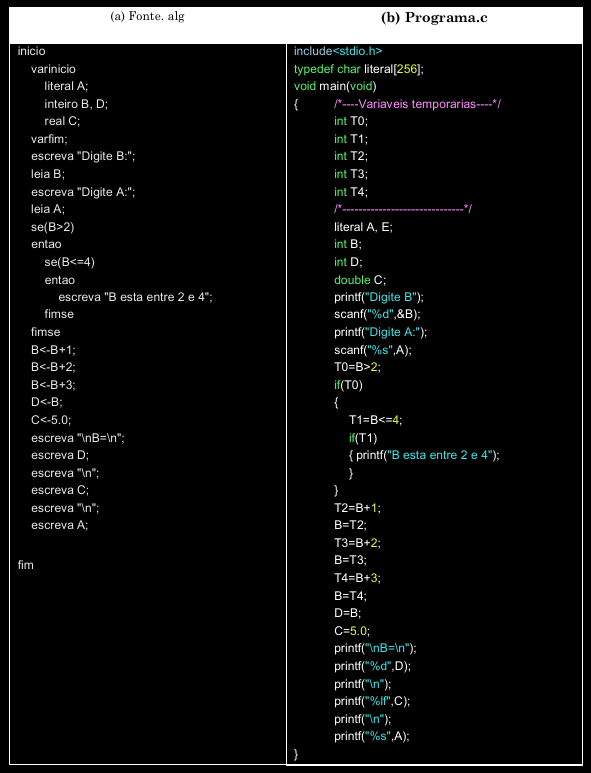 (a) Fonte. alg
inicio
varinicio
literal A;
inteiro B, D;
real C;
varfim;
escreva "Digite B:";
leia B;
escreva "Digite A:";
leia A;
se(B>2)
entao
se(B<=4)
entao
escreva "B esta entre 2 e 4";
fimse
fimse
B<-B+1;
B<-B+2;
B<-B+3;
D<-B;
C<-5.0;
escreva "\nB=\n";
escreva D;
escreva "\n";
escreva C;
escreva "\n";
escreva A;
fim
(b) Programa.c
include<stdio.h>
typedef char literal[256];
void main(void)
{ /*----Variaveis temporarias----*/
int T0;
int T1;
int T2;
int T3;
int T4;
/*------------------------------*/
literal A, E;
int B;
int D;
double C;
printf("Digite B");
scanf("%d",&B);
printf("Digite A:");
scanf("%s",A);
T0=B>2;
if(T0)
{
T1=B<=4;
if(T1)
{ printf("B esta entre 2 e 4");
}
}
T2=B+1;
B=T2;
T3=B+2;
B=T3;
T4=B+3;
B=T4;
D=B;
C=5.0;
printf("\nB=\n");
printf("%d",D);
printf("\n");
printf("%lf",C);
printf("\n");
printf("%s",A);
}